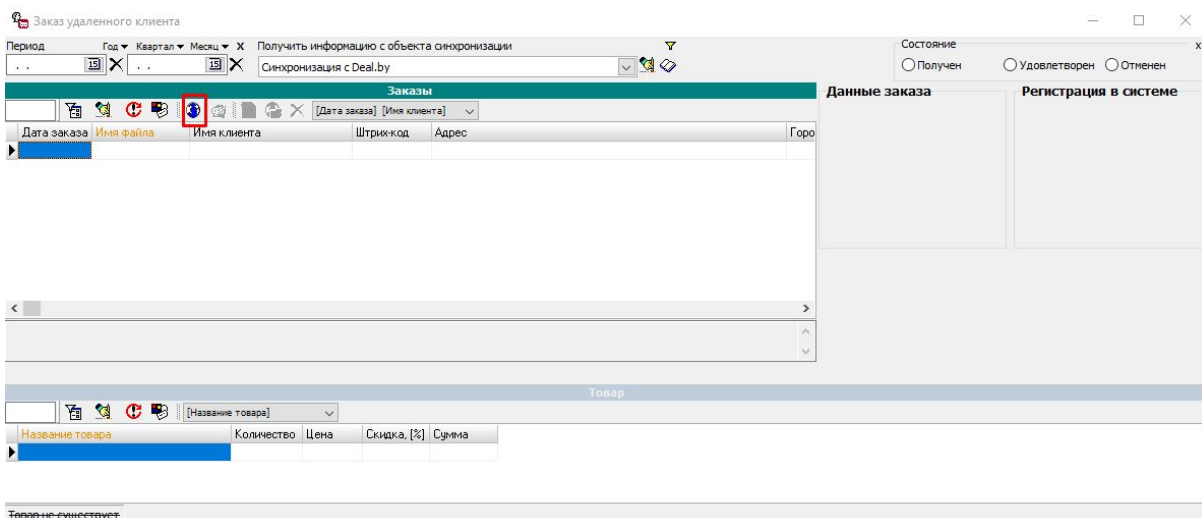 Заказ удаленного клиента
Период Год Квартал Месяц X Получить информацию с объекта синхронизации Состояние x
. . 15 . . 15 Синхронизация с Deal.by Получен Удовлетворен Отменен
Заказы Данные заказа Регистрация в системе
[Дата заказа] [Имя клиента]
Дата заказа Имя файла Имя клиента Штрих-код Адрес Горо
Товар
[Название товара]
Название товара Количество Цена Скидка, [%] Сумма
Товар не существует